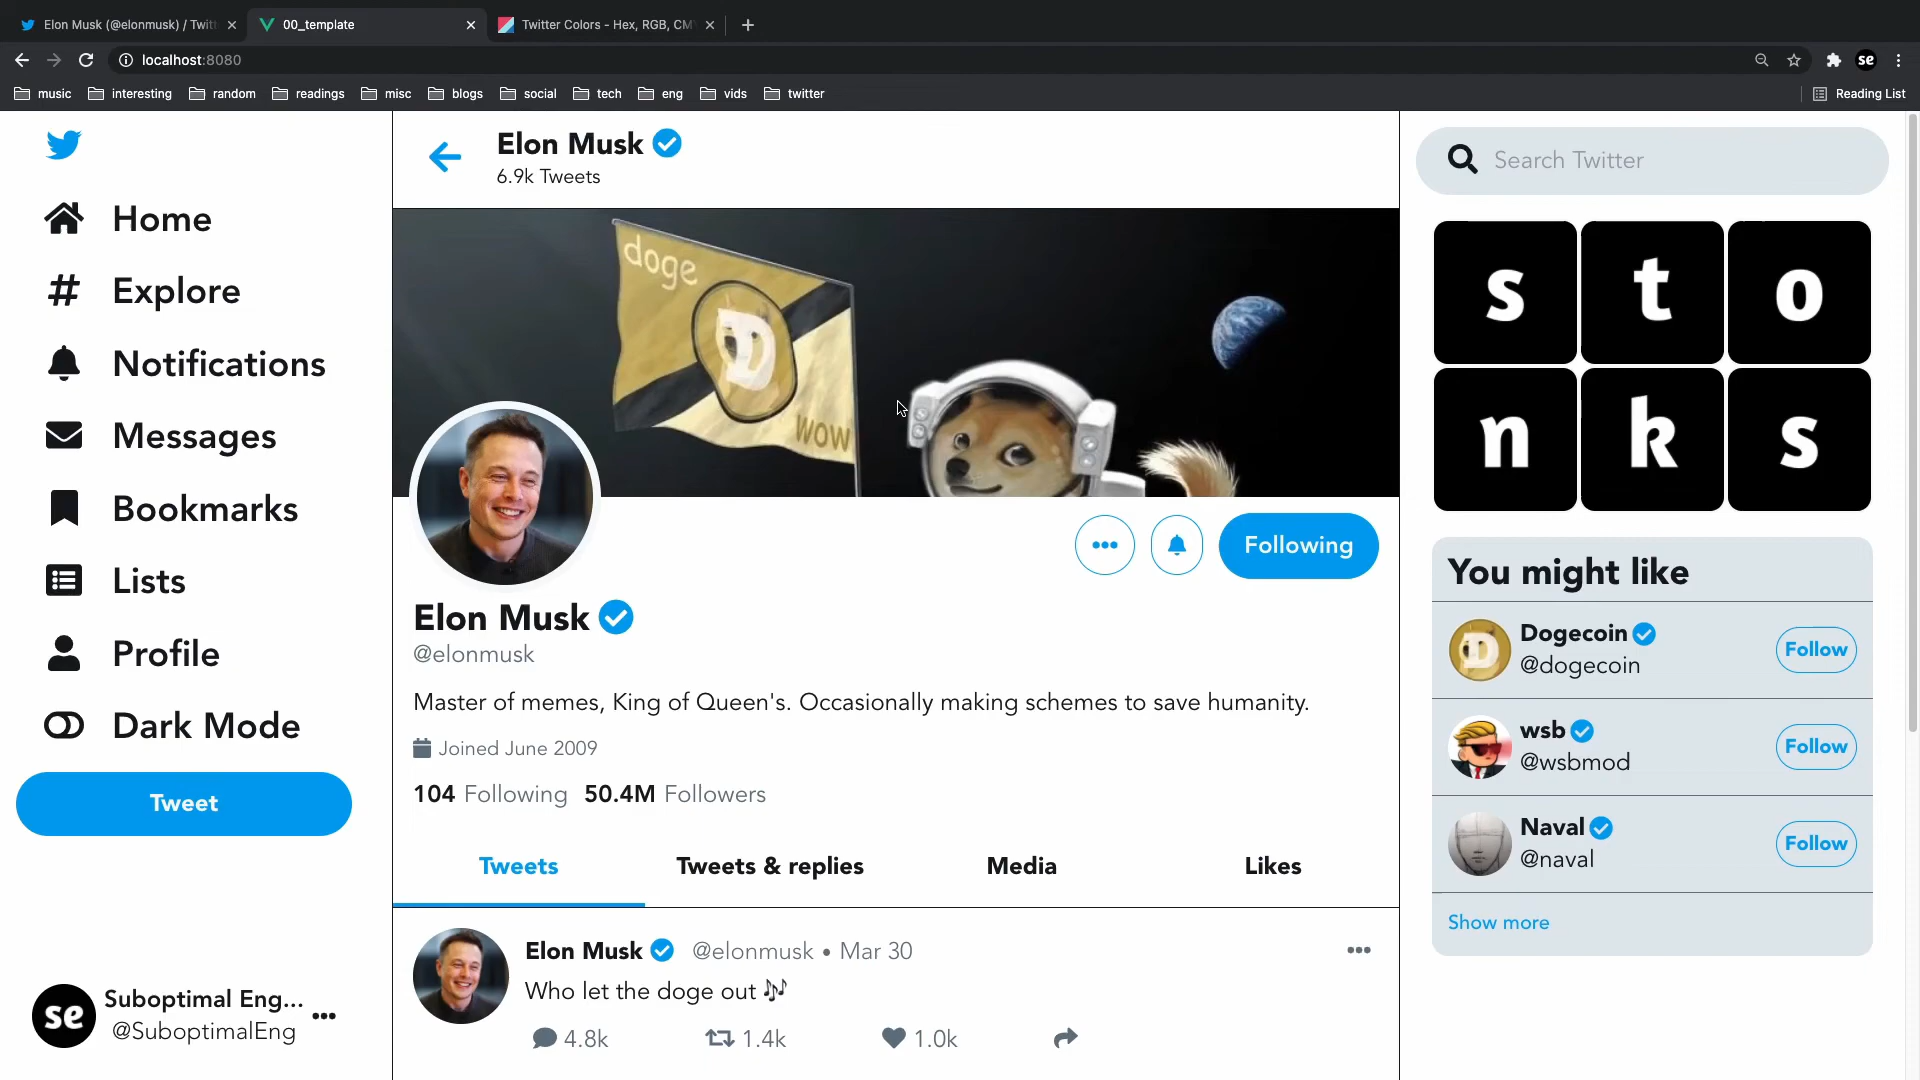 Elon Musk (@elonmusk) / Twitt
00_template
Twitter Colors - Hex, RGB, CM
localhost:8080
se
music
interesting
random
readings
misc
blogs
social
tech
eng
vids
twitter
Reading List
Home
Explore
Notifications
Messages
Bookmarks
Lists
Profile
Dark Mode
Tweet
se
Suboptimal Eng...
@SuboptimalEng
Elon Musk
6.9k Tweets
doge
D
wow
Following
Elon Musk
@elonmusk
Master of memes, King of Queen's. Occasionally making schemes to save humanity.
Joined June 2009
104 Following 50.4M Followers
Tweets
Tweets & replies
Media
Likes
Elon Musk @elonmusk • Mar 30
Who let the doge out 🎶
4.8k
1.4k
1.0k
Search Twitter
s t o
n k s
You might like
Dogecoin
@dogecoin
Follow
wsb
@wsbmod
Follow
Naval
@naval
Follow
Show more